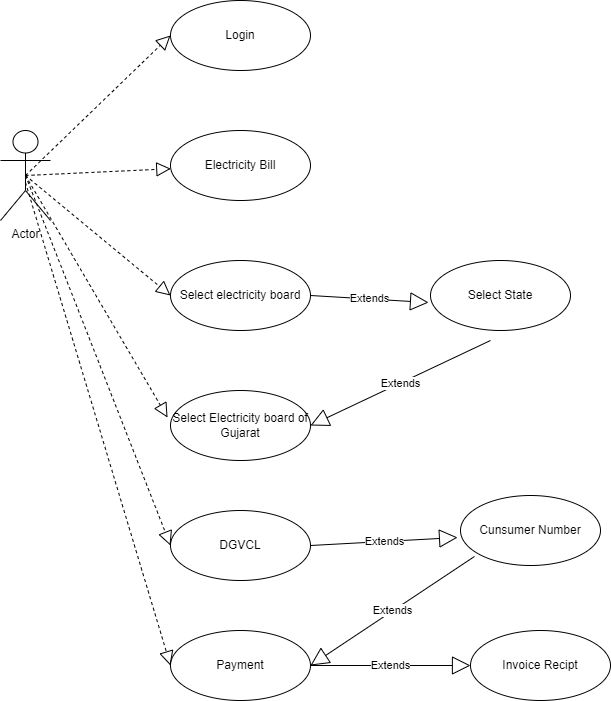 Login
Electricity Bill
Actor
Select electricity board
Extends
Select State
Extends
Select Electricity board of
Gujarat
DGVCL
Extends
Cunsumer Number
Extends
Payment
Extends
Invoice Recipt